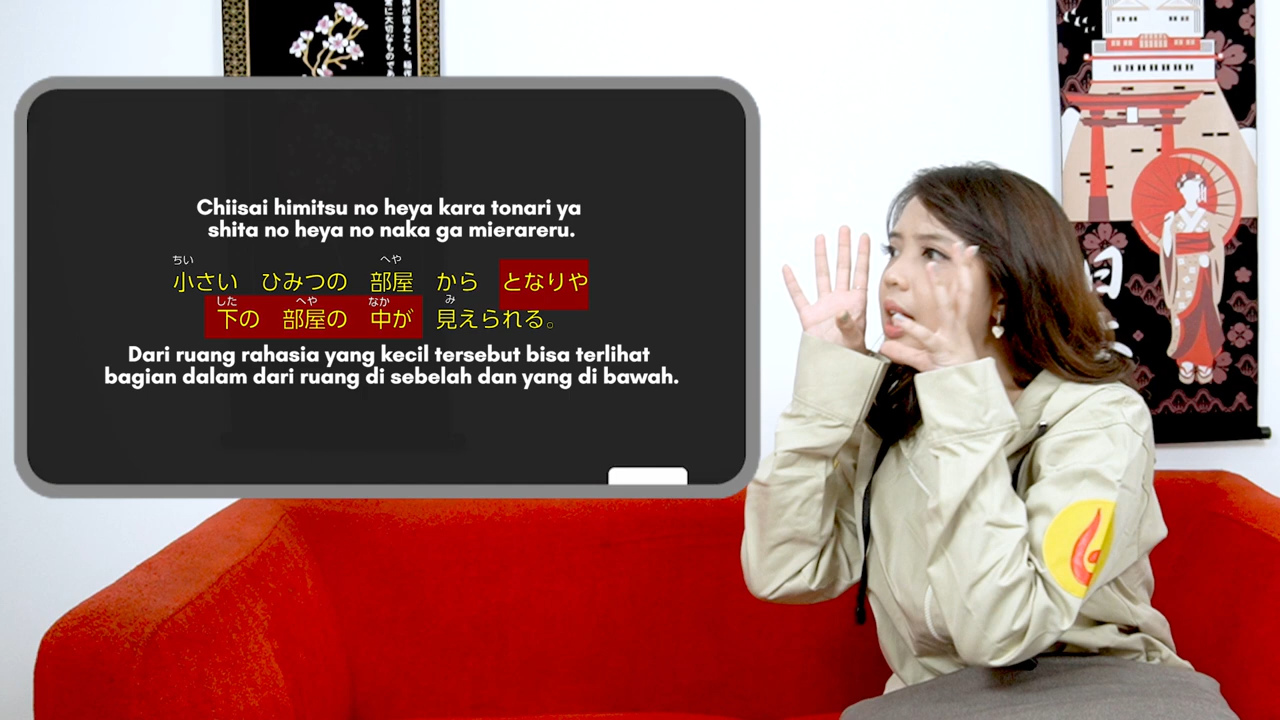 Chiisai himitsu no heya kara tonari ya
shita no heya no naka ga mierareru.
ちい へや
小さい ひみつの 部屋 から となりや
した へや なか み
下の 部屋の 中が 見えられる。
Dari ruang rahasia yang kecil tersebut bisa terlihat
bagian dalam dari ruang di sebelah dan yang di bawah.